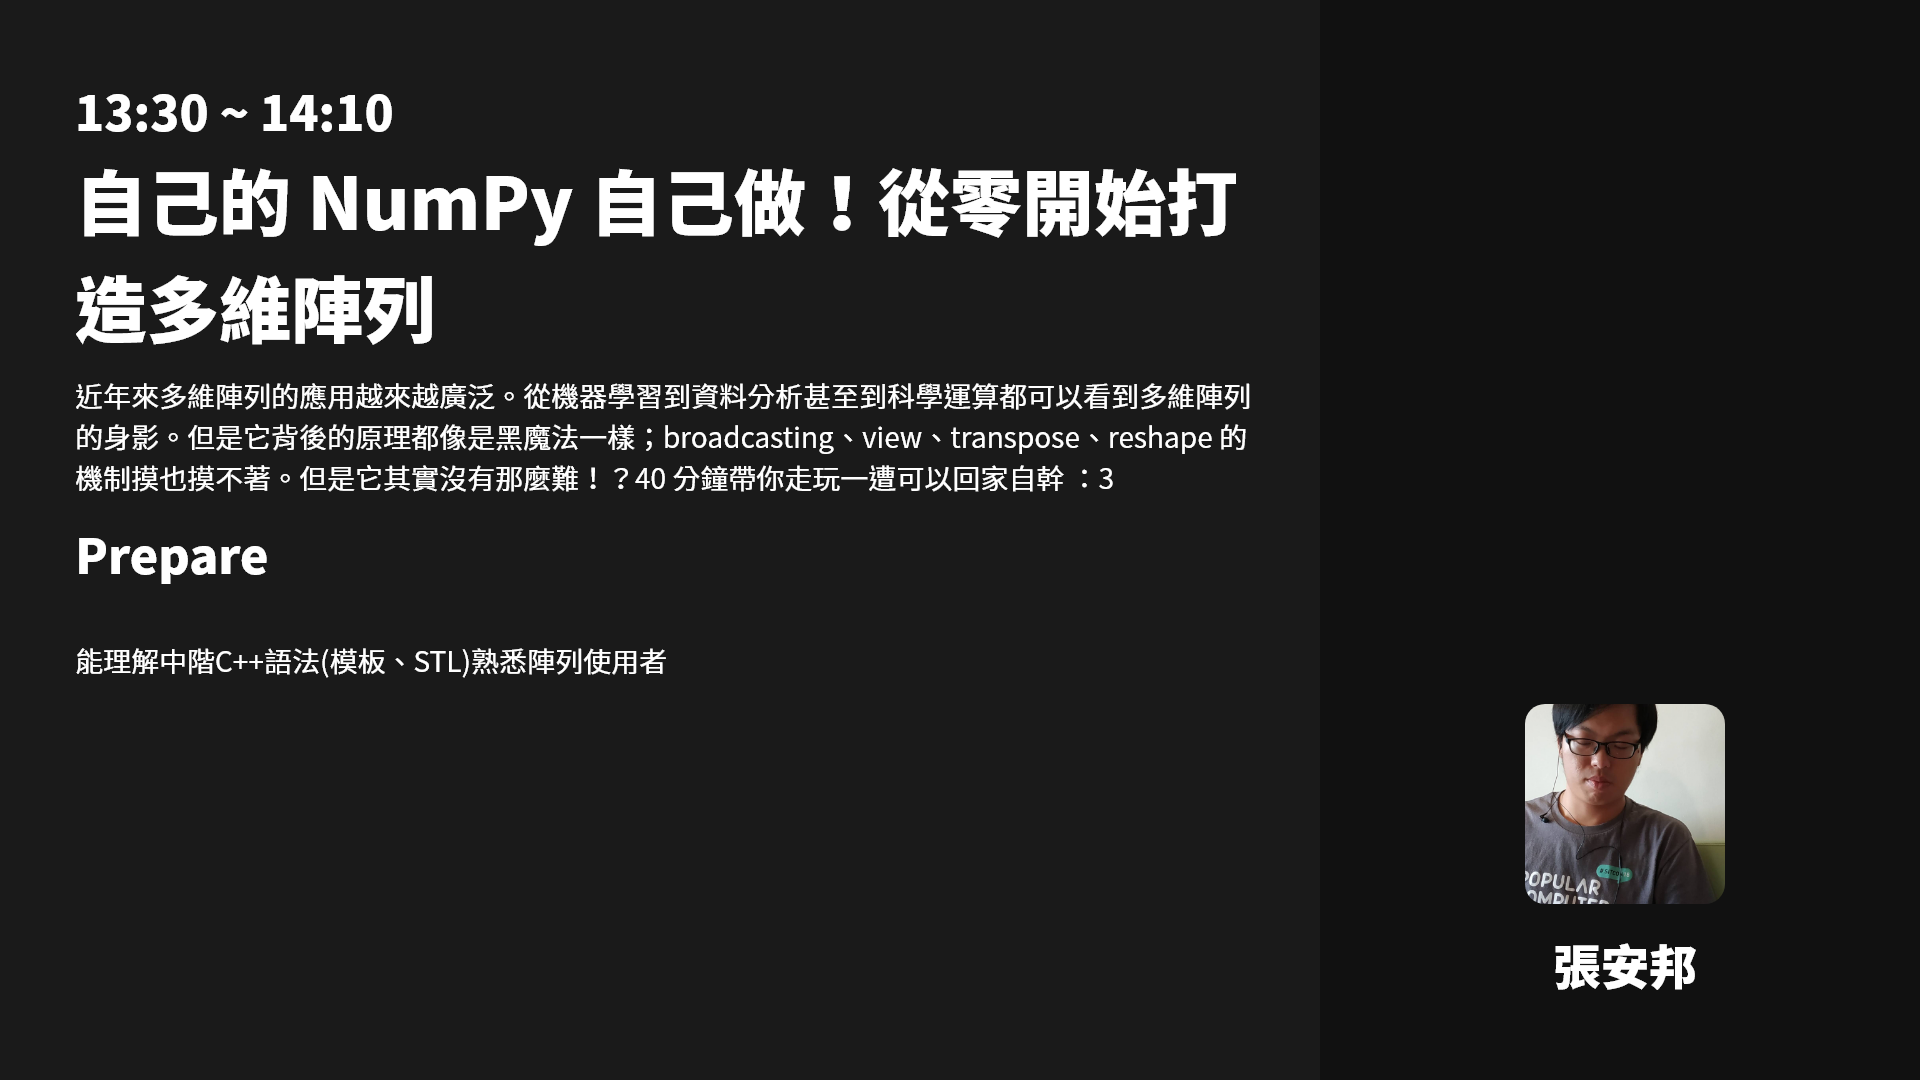 13:30 ~ 14:10
自己的 NumPy 自己做！從零開始打
造多維陣列
近年來多維陣列的應用越來越廣泛。從機器學習到資料分析甚至到科學運算都可以看到多維陣列
的身影。但是它背後的原理都像是黑魔法一樣；broadcasting、view、transpose、reshape 的
機制摸也摸不著。但是它其實沒有那麼難！？40 分鐘帶你走玩一遭可以回家自幹 ：3
Prepare
能理解中階C++語法(模板、STL)熟悉陣列使用者
POPULAR
張安邦